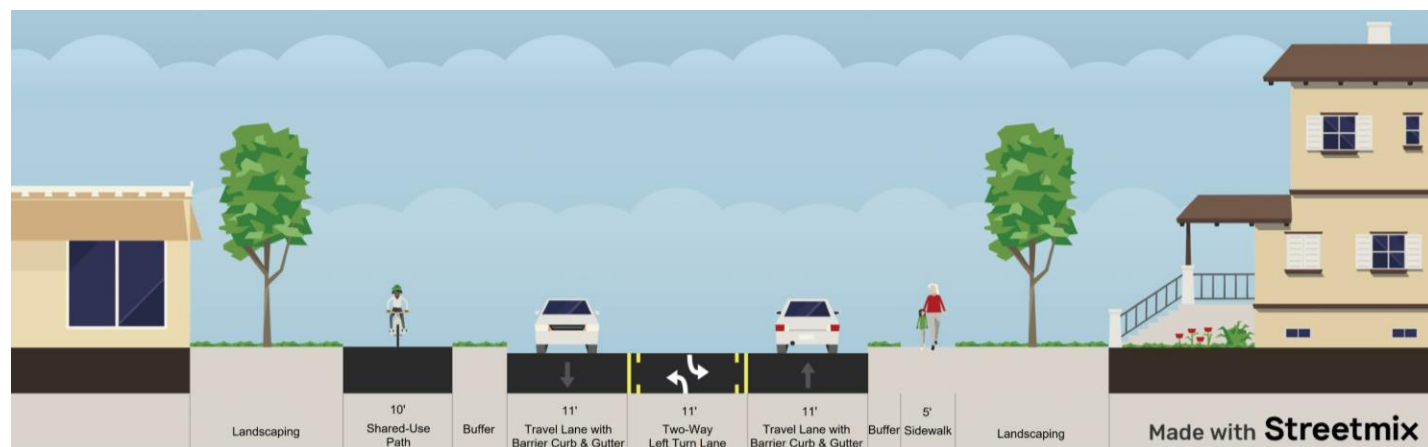 Landscaping
10'
Shared-Use
Path
Buffer
11'
Travel Lane with
Barrier Curb & Gutter
11'
Two-Way
Left Turn Lane
11'
Travel Lane with
Barrier Curb & Gutter
Buffer
5'
Sidewalk
Landscaping
Made with Streetmix